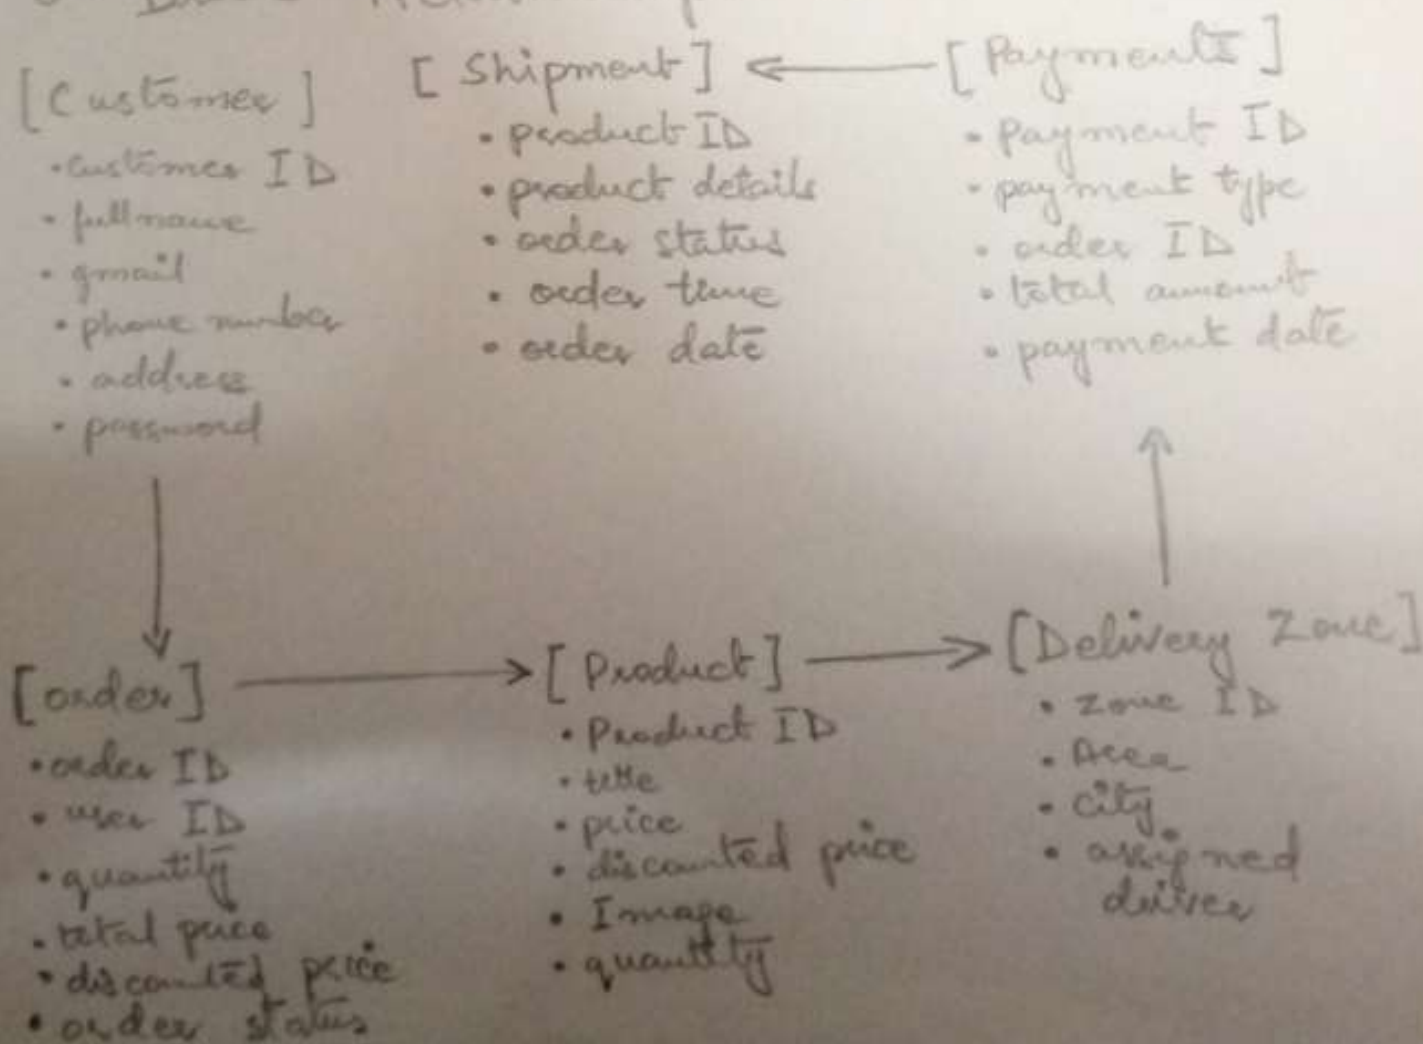 [Customer]
• customer ID
• fullname
• gmail
• phone number
• address
• password
[Shipment]
• product ID
• product details
• order status
• order time
• order date
[Payments]
• Payment ID
• payment type
• order ID
• total amount
• payment date
[order]
• order ID
• user ID
• quantity
• total price
• discounted price
• order status
[Product]
• Product ID
• title
• price
• discounted price
• Image
• quantity
[Delivery Zone]
• zone ID
• Area
• city
• assigned
driver